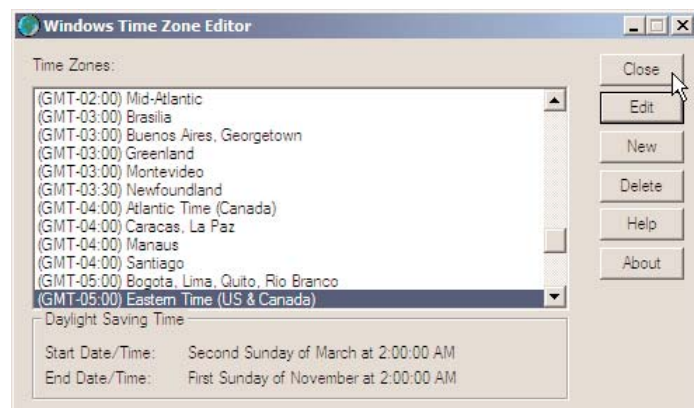 Windows Time Zone Editor
Time Zones:
(GMT-02:00) Mid-Atlantic
(GMT-03:00) Brasilia
(GMT-03:00) Buenos Aires, Georgetown
(GMT-03:00) Greenland
(GMT-03:00) Montevideo
(GMT-03:30) Newfoundland
(GMT-04:00) Atlantic Time (Canada)
(GMT-04:00) Caracas, La Paz
(GMT-04:00) Manaus
(GMT-04:00) Santiago
(GMT-05:00) Bogota, Lima, Quito, Rio Branco
(GMT-05:00) Eastern Time (US & Canada)
Close
Edit
New
Delete
Help
About
Daylight Saving Time
Start Date/Time: Second Sunday of March at 2:00:00 AM
End Date/Time: First Sunday of November at 2:00:00 AM